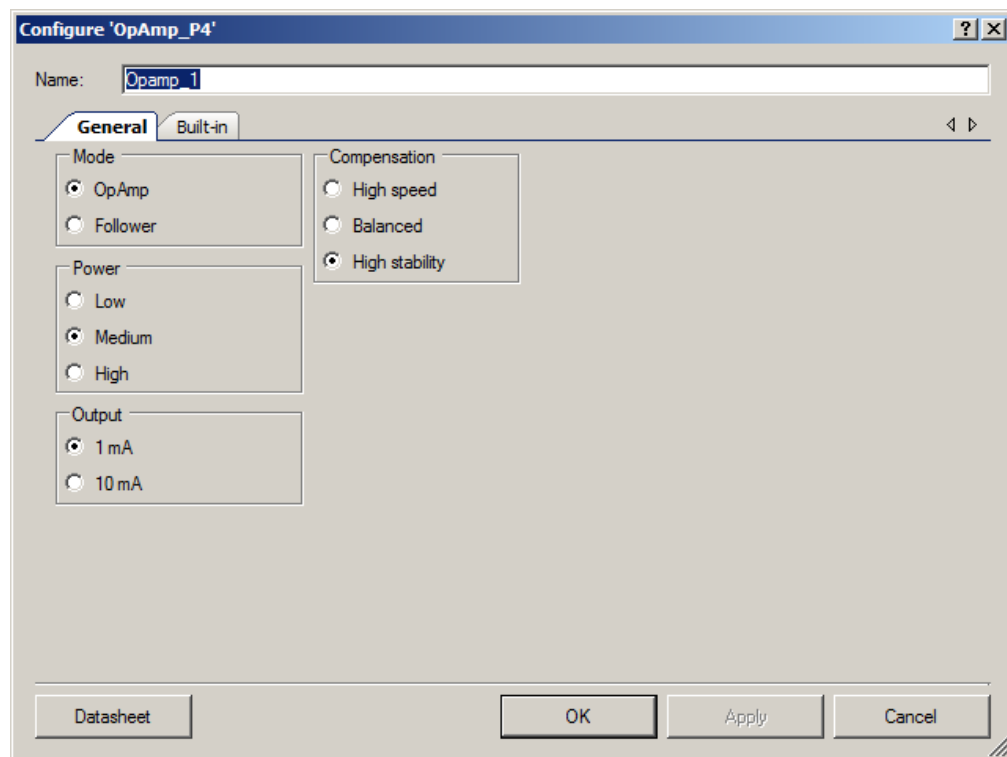 Configure 'OpAmp_P4'
Name: Opamp_1
General Built-in
Mode
OpAmp
Follower
Power
Low
Medium
High
Output
1 mA
10 mA
Compensation
High speed
Balanced
High stability
Datasheet OK Apply Cancel